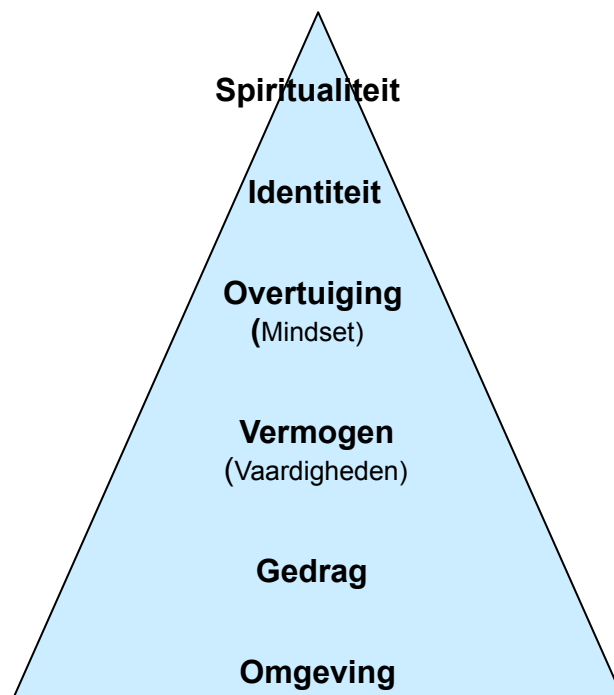 Spiritualiteit
Identiteit
Overtuiging
(Mindset)
Vermogen
(Vaardigheden)
Gedrag
Omgeving